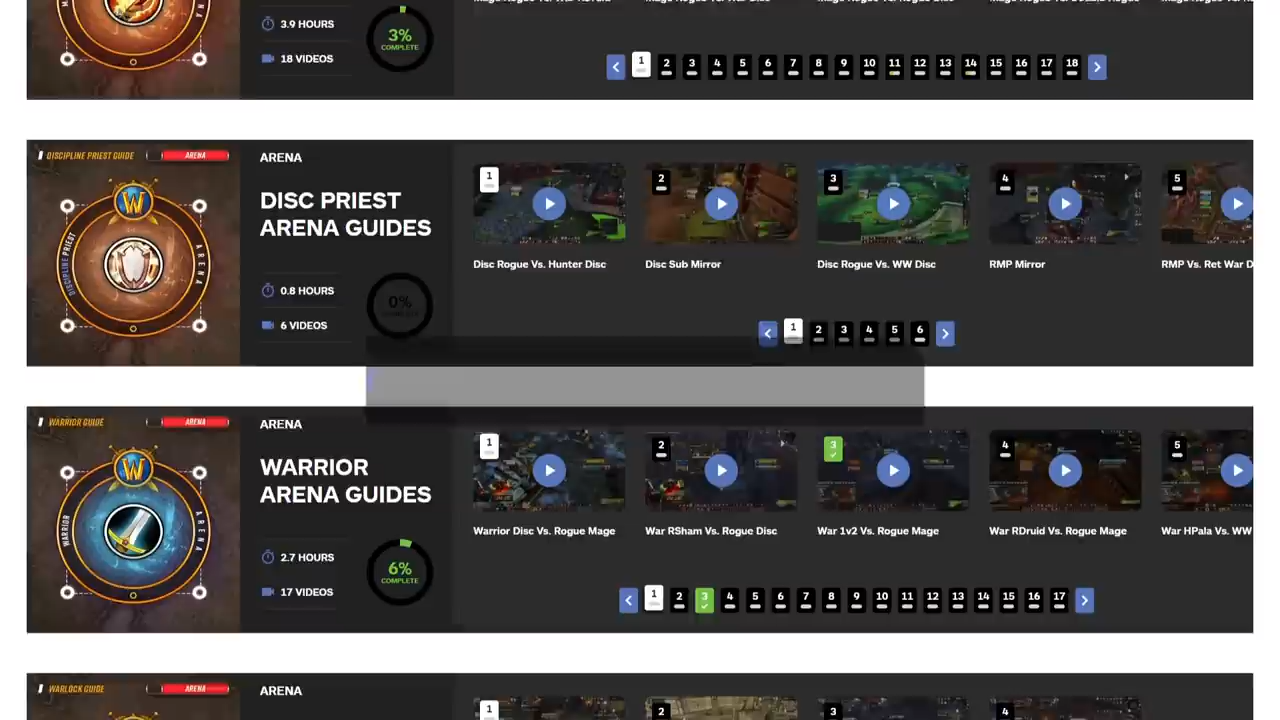 3.9 HOURS
3%
COMPLETE
18 VIDEOS
1 2 3 4 5 6 7 8 9 10 11 12 13 14 15 16 17 18
DISCIPLINE PRIEST GUIDE
ARENA
ARENA
DISC PRIEST
ARENA GUIDES
W
DISCIPLINE PRIEST
ARENA
0.8 HOURS
0%
6 VIDEOS
1
2
3
4
5
Disc Rogue Vs. Hunter Disc
Disc Sub Mirror
Disc Rogue Vs. WW Disc
RMP Mirror
RMP Vs. Ret War D
1 2 3 4 5 6
WARRIOR GUIDE
ARENA
ARENA
WARRIOR
ARENA GUIDES
W
WARRIOR
ARENA
2.7 HOURS
6%
COMPLETE
17 VIDEOS
1
2
3
4
5
Warrior Disc Vs. Rogue Mage
War RSham Vs. Rogue Disc
War 1v2 Vs. Rogue Mage
War RDruid Vs. Rogue Mage
War HPala Vs. WW
1 2 3 4 5 6 7 8 9 10 11 12 13 14 15 16 17
WARLOCK GUIDE
ARENA
ARENA
1
2
3
4